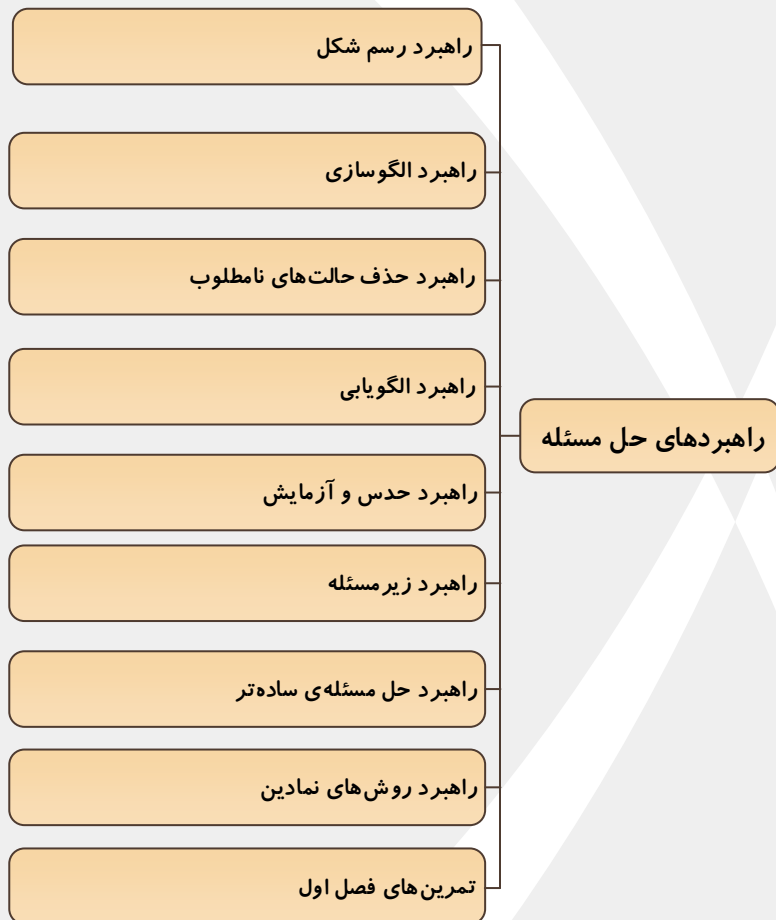 راهبرد رسم شکل
راهبرد الگوسازی
راهبرد حذف حالت‌های نامطلوب
راهبرد الگویابی
راهبردهای حل مسئله
راهبرد حدس و آزمایش
راهبرد زیرمسئله
راهبرد حل مسئله‌ی ساده‌تر
راهبرد روش‌های نمادین
تمرین‌های فصل اول